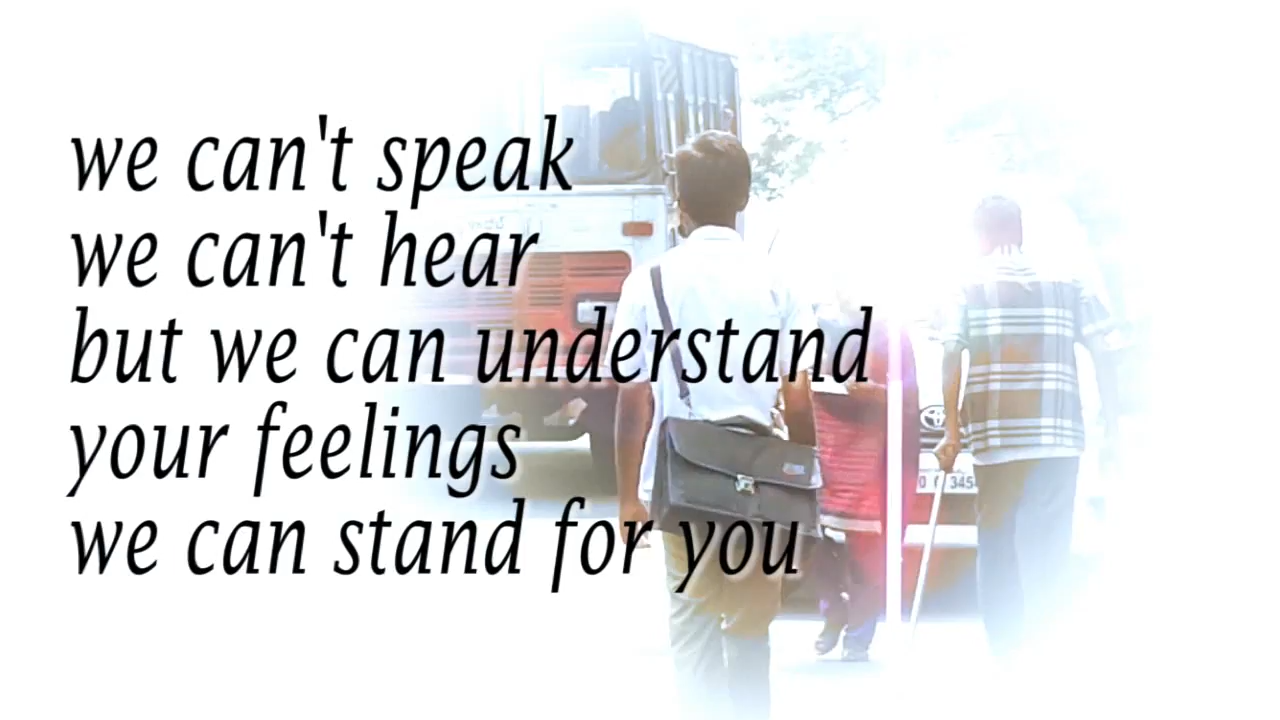 we can't speak
we can't hear
but we can understand
your feelings
we can stand for you